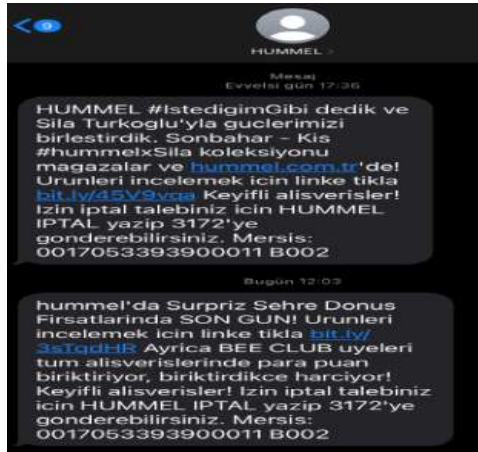 9
HUMMEL >
Mesaj
Evvelsi gün 17:36
HUMMEL #IstedigimGibi dedik ve
Sila Turkoglu'yla guclerimizi
birlestirdik. Sonbahar - Kis
#hummelxSila koleksiyonu
magazalar ve hummel.com.tr'de!
Urunleri incelemek icin linke tikla
bit.ly/45V9vqa Keyifli alisverisler!
Izin iptal talebiniz icin HUMMEL
IPTAL yazip 3172'ye
gonderebilirsiniz. Mersis:
0017053393900011 B002
Bugün 12:03
hummel'da Surpriz Sehre Donus
Firsatlarinda SON GUN! Urunleri
incelemek icin linke tikla bit.ly/
3sTqdHR Ayrica BEE CLUB uyeleri
tum alisverislerinde para puan
biriktiriyor, biriktirdikce harciyor!
Keyifli alisverisler! Izin iptal talebiniz
icin HUMMEL IPTAL yazip 3172'ye
gonderebilirsiniz. Mersis:
0017053393900011 B002